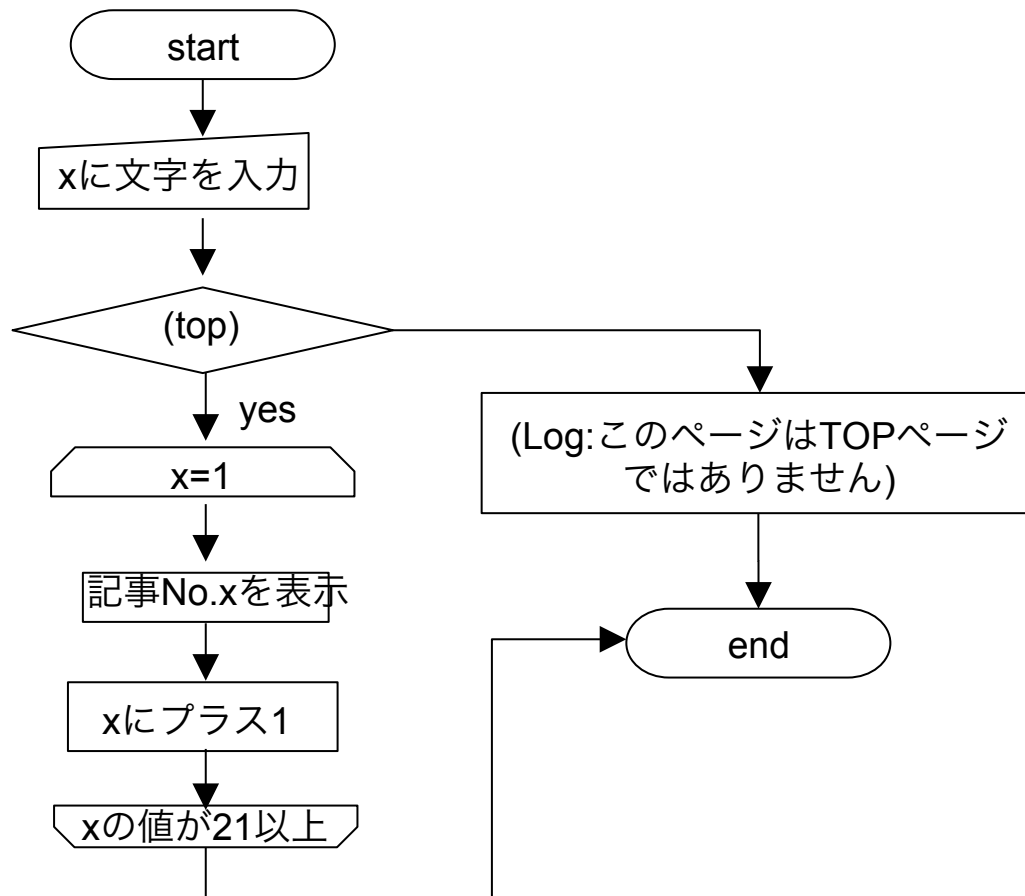 start
xに文字を入力
(top)
yes
x=1
記事No.xを表示
xにプラス1
xの値が21以上
(Log:このページはTOPページ
ではありません)
end